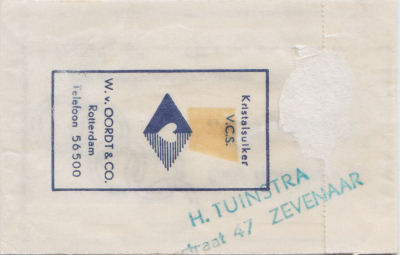 Kristalsuiker
V.C.S.
W. v. OORDT & CO.
Rotterdam
Telefoon 56500
H. TUINSTRA
straat 47 ZEVENAAR